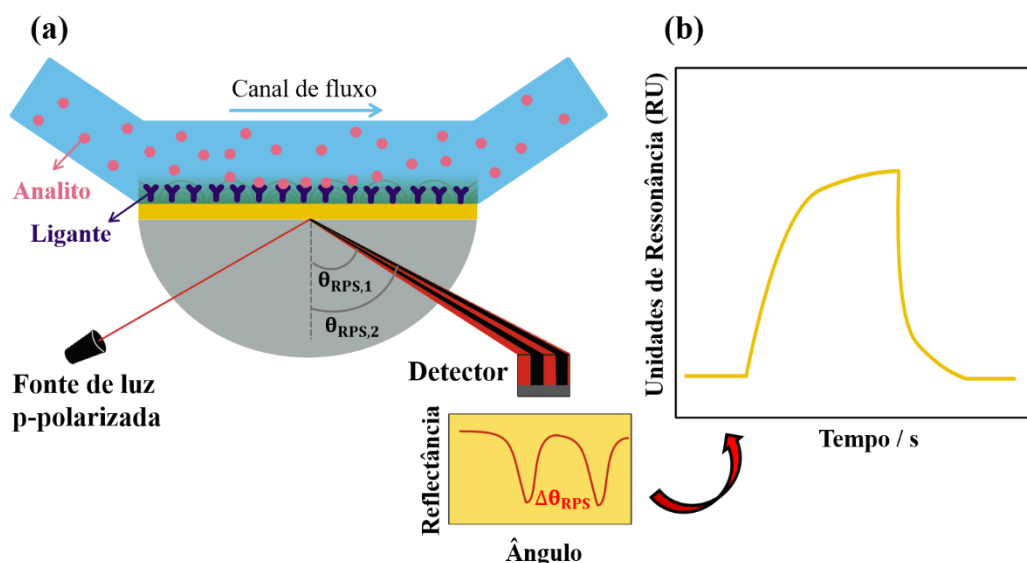 (a)
Canal de fluxo
Analito
Ligante
θRPS,1
θRPS,2
Fonte de luz
p-polarizada
Detector
Reflectância
ΔθRPS
Ângulo
(b)
Unidades de Ressonância (RU)
Tempo / s